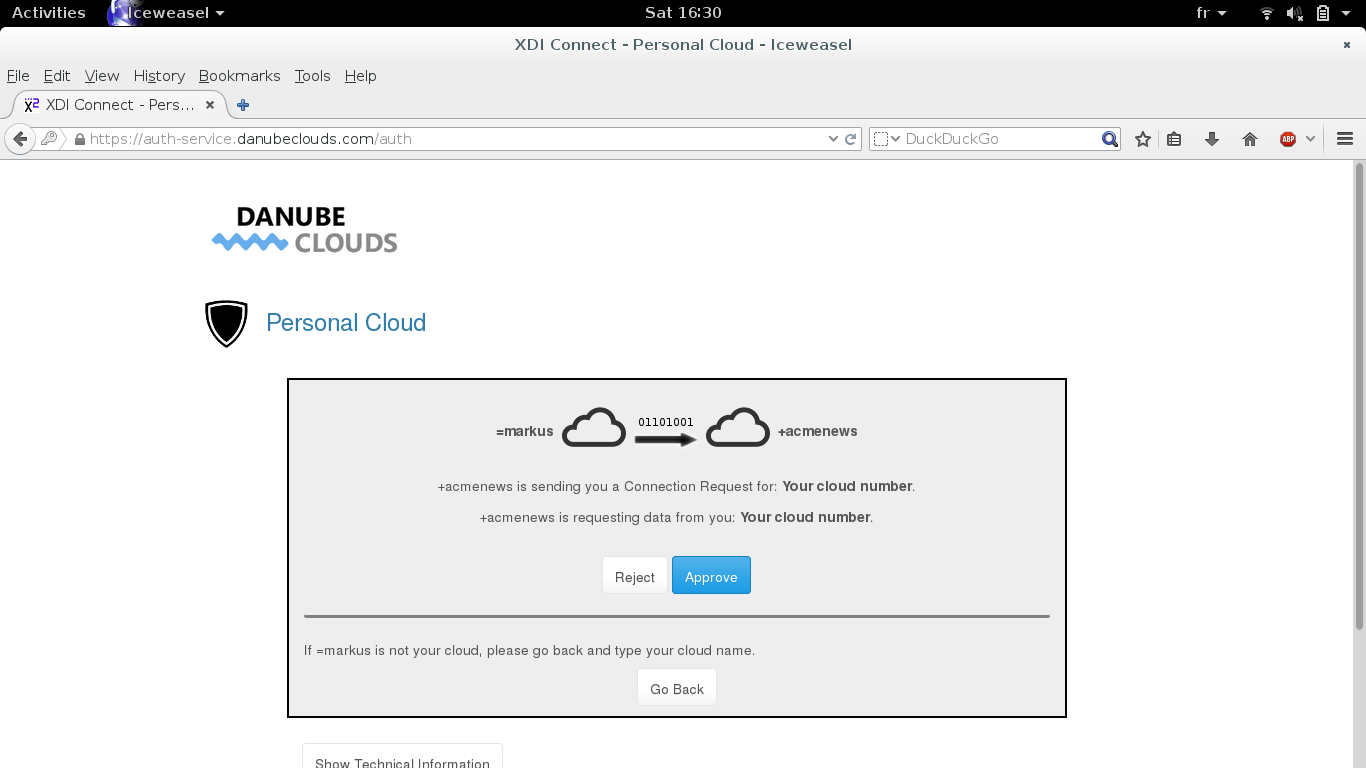 Activities Iceweasel Sat 16:30 fr
XDI Connect - Personal Cloud - Iceweasel
File Edit View History Bookmarks Tools Help
XDI Connect - Pers...
https://auth-service.danubeclouds.com/auth DuckDuckGo ABP
DANUBE
CLOUDS
Personal Cloud
01101001
=markus +acmenews
+acmenews is sending you a Connection Request for: Your cloud number.
+acmenews is requesting data from you: Your cloud number.
Reject Approve
If =markus is not your cloud, please go back and type your cloud name.
Go Back
Show Technical Information